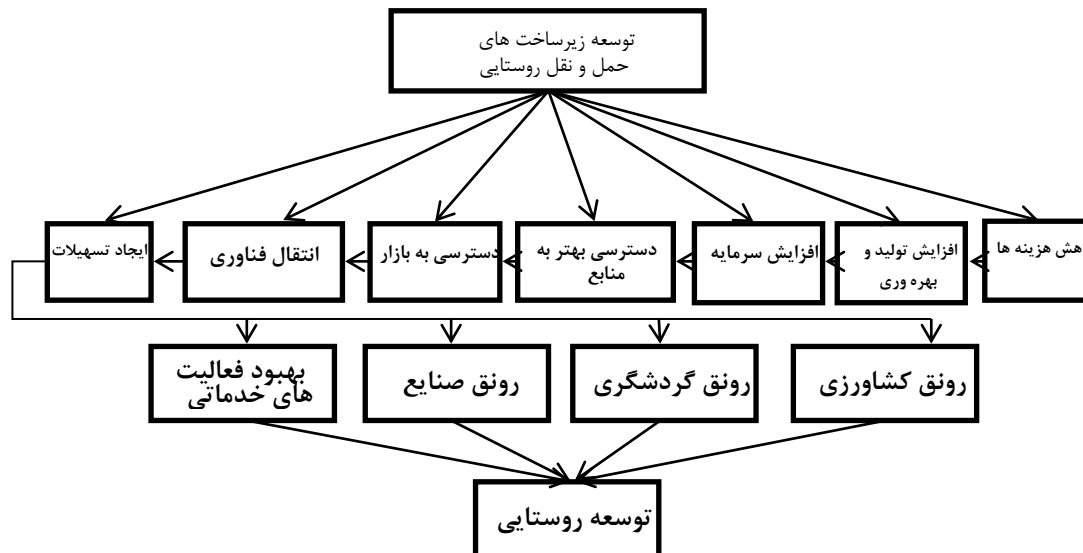 توسعه زیرساخت های
حمل و نقل روستایی
هش هزینه ها
افزایش تولید و
بهره وری
افزایش سرمایه
دسترسی بهتر به
منابع
دسترسی به بازار
انتقال فناوری
ایجاد تسهیلات
رونق کشاورزی
رونق گردشگری
رونق صنایع
بهبود فعالیت
های خدماتی
توسعه روستایی